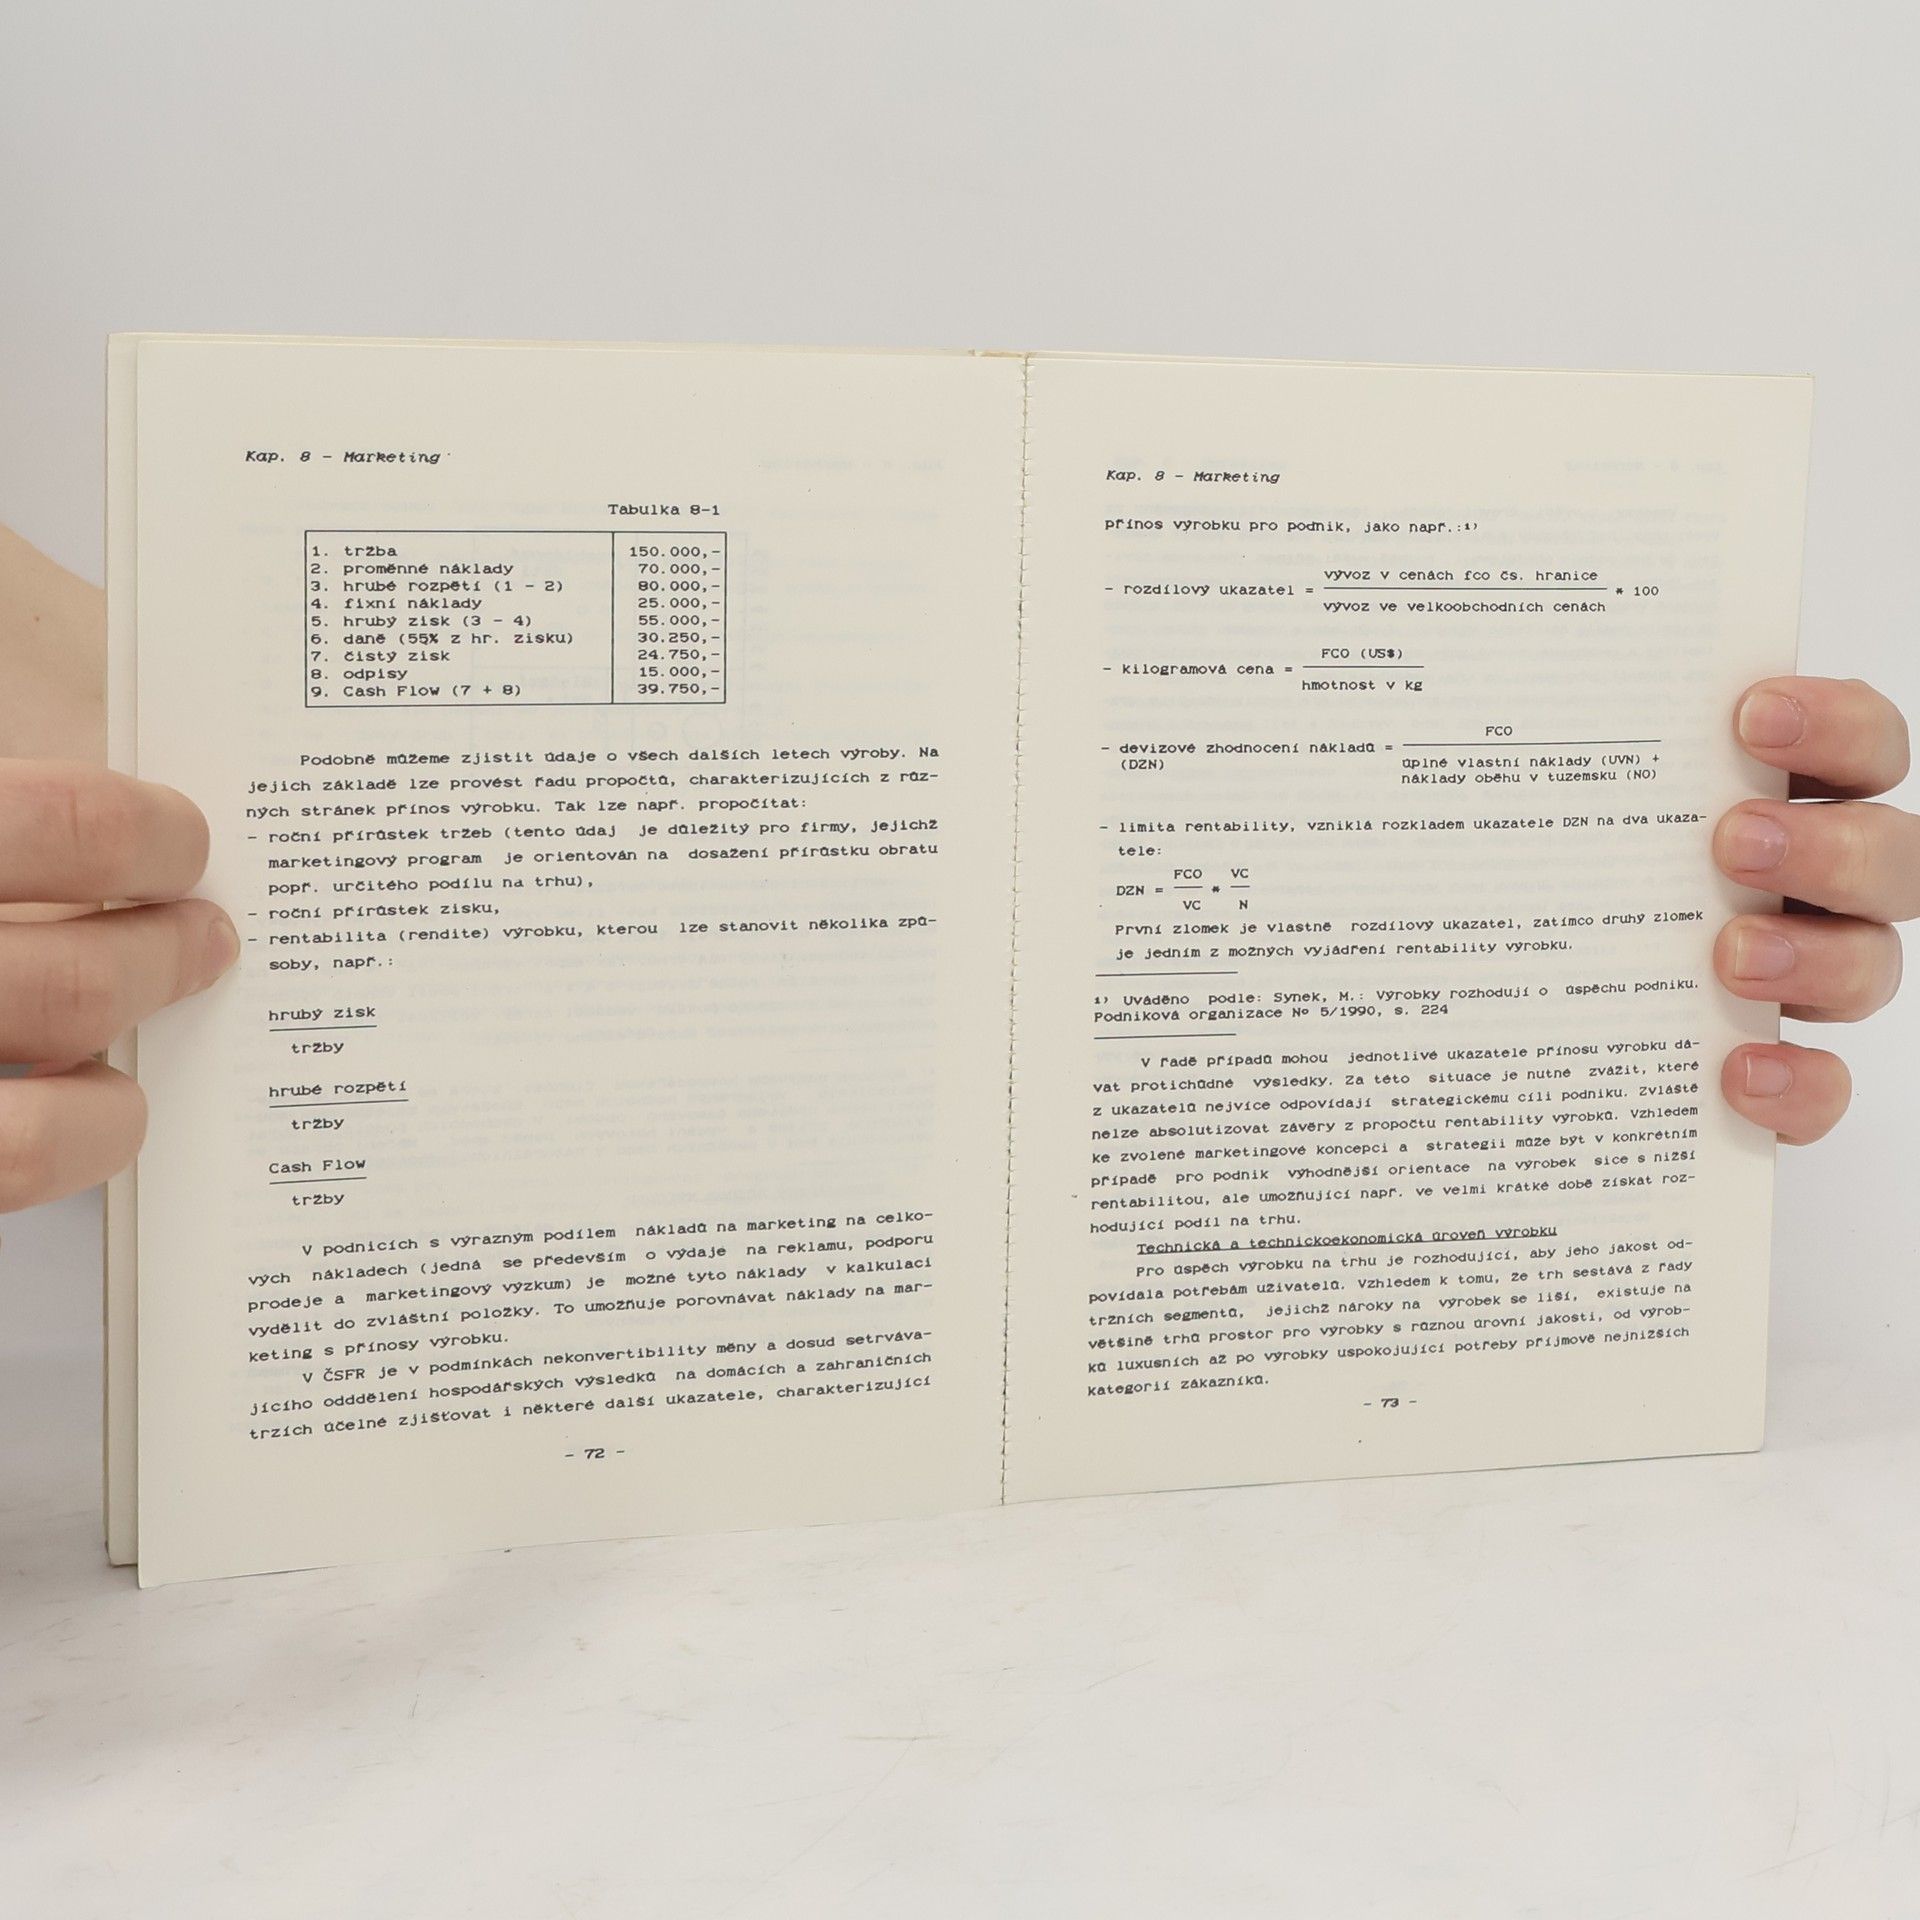 Kap. 8 - Marketing
Tabulka 8-1
1. tržba 150.000,-
2. proměnné náklady 70.000,-
3. hrubé rozpětí (1 - 2) 80.000,-
4. fixní náklady 25.000,-
5. hrubý zisk (3 - 4) 55.000,-
6. daně (55% z hr. zisku) 30.250,-
7. čistý zisk 24.750,-
8. odpisy 15.000,-
9. Cash Flow (7 + 8) 39.750,-
Podobně můžeme zjistit údaje o všech dalších letech výroby. Na
jejich základě lze provést řadu propočtů, charakterizujících z růz-
ných stránek přínos výrobku. Tak lze např. propočítat:
- roční přírůstek tržeb (tento údaj je důležitý pro firmy, jejichž
marketingový program je orientován na dosažení přírůstku obratu
popř. určitého podílu na trhu),
- roční přírůstek zisku,
- rentabilita (rendite) výrobku, kterou lze stanovit několika způ-
soby, např.:
hrubý zisk
tržby
hrubé rozpětí
tržby
Cash Flow
tržby
V podnicích s výrazným podílem nákladů na marketing na celko-
vých nákladech (jedná se především o výdaje na reklamu, podporu
prodeje a marketingový výzkum) je možné tyto náklady v kalkulaci
vydělit do zvláštní položky. To umožňuje porovnávat náklady na mar-
keting s přínosy výrobku.
V ČSFR je v podmínkách nekonvertibility měny a dosud setrváva-
jícího odddělení hospodářských výsledků na domácích a zahraničních
trzích účelné zjišťovat i některé další ukazatele, charakterizující
- 72 -
Kap. 8 - Marketing
přínos výrobku pro podnik, jako např.:¹⁾
vývoz v cenách fco čs. hranice
- rozdílový ukazatel = * 100
vývoz ve velkoobchodních cenách
FCO (US$)
- kilogramová cena =
hmotnost v kg
FCO
- devizové zhodnocení nákladů =
(DZN) úplné vlastní náklady (UVN) +
náklady oběhu v tuzemsku (NO)
- limita rentability, vzniklá rozkladem ukazatele DZN na dva ukaza-
tele:
FCO VC
DZN = *
VC N
První zlomek je vlastně rozdílový ukazatel, zatímco druhý zlomek
je jedním z možných vyjádření rentability výrobku.
¹⁾ Uváděno podle: Synek, M.: Výrobky rozhodují o úspěchu podniku.
Podniková organizace Nº 5/1990, s. 224
V řadě případů mohou jednotlivé ukazatele přínosu výrobku dá-
vat protichůdné výsledky. Za této situace je nutné zvážit, které
z ukazatelů nejvíce odpovídají strategickému cíli podniku. Zvláště
nelze absolutizovat závěry z propočtu rentability výrobků. Vzhledem
ke zvolené marketingové koncepci a strategii může být v konkrétním
případě pro podnik výhodnější orientace na výrobek sice s nižší
rentabilitou, ale umožňující např. ve velmi krátké době získat roz-
hodující podíl na trhu.
Technická a technickoekonomická úroveň výrobku
Pro úspěch výrobku na trhu je rozhodující, aby jeho jakost od-
povídala potřebám uživatelů. Vzhledem k tomu, že trh sestává z řady
tržních segmentů, jejichž nároky na výrobek se liší, existuje na
většině trhů prostor pro výrobky s různou úrovní jakosti, od výrob-
ků luxusních až po výrobky uspokojující potřeby příjmově nejnižších
kategorií zákazníků.
- 73 -